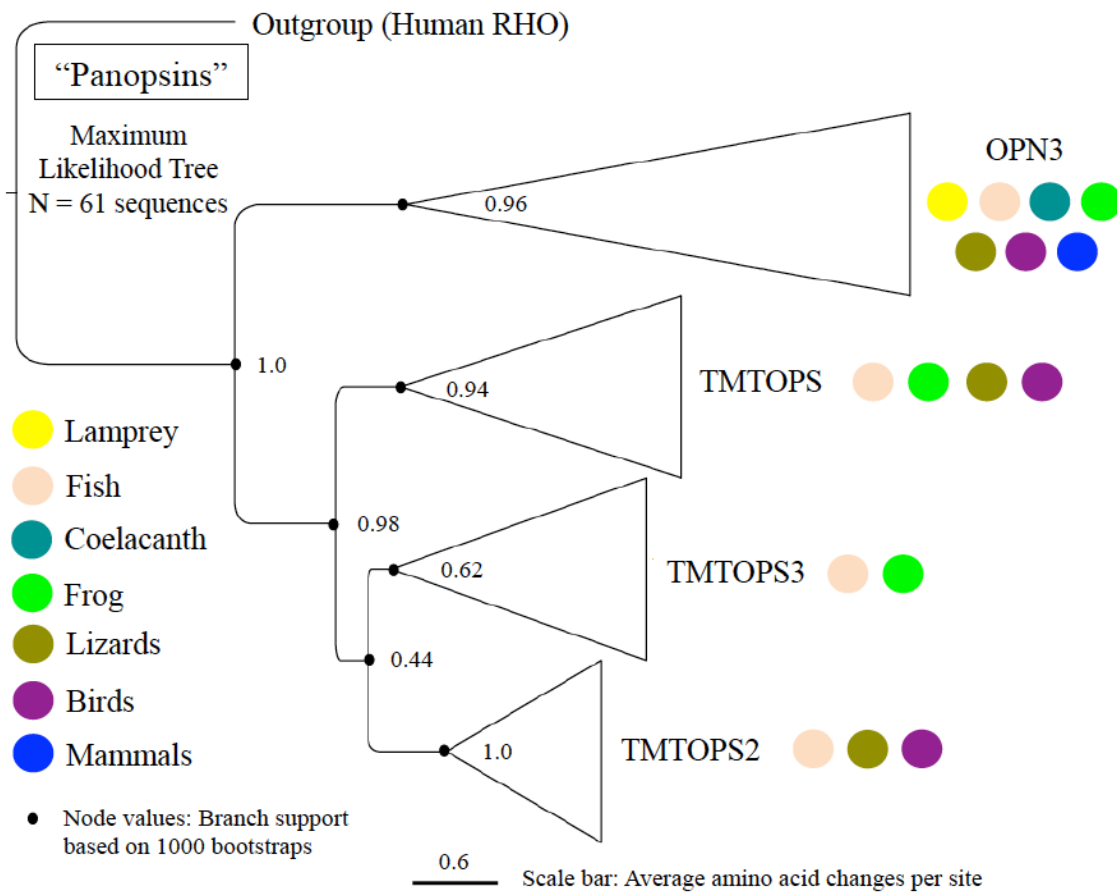 Outgroup (Human RHO)
“Panopsins”
Maximum
Likelihood Tree
N = 61 sequences
OPN3
0.96
1.0
TMTOPS
0.94
Lamprey
Fish
Coelacanth
Frog
Lizards
Birds
Mammals
0.98
TMTOPS3
0.62
0.44
TMTOPS2
1.0
Node values: Branch support
based on 1000 bootstraps
0.6
Scale bar: Average amino acid changes per site